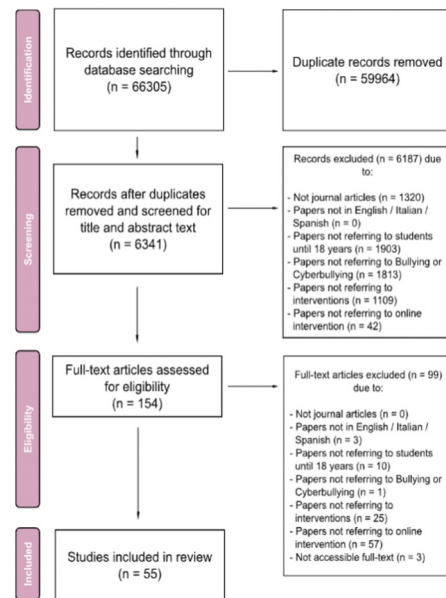 Identification
Records identified through
database searching
(n = 66305)
Duplicate records removed
(n = 59964)
Screening
Records after duplicates
removed and screened for
title and abstract text
(n = 6341)
Records excluded (n = 6187) due
to:
- Not journal articles (n = 1320)
- Papers not in English / Italian /
Spanish (n = 0)
- Papers not referring to students
until 18 years (n = 1903)
- Papers not referring to Bullying or
Cyberbullying (n = 1813)
- Papers not referring to
interventions (n = 1109)
- Papers not referring to online
intervention (n = 42)
Eligibility
Full-text articles assessed
for eligibility
(n = 154)
Full-text articles excluded (n = 99)
due to:
- Not journal articles (n = 0)
- Papers not in English / Italian /
Spanish (n = 3)
- Papers not referring to students
until 18 years (n = 10)
- Papers not referring to Bullying or
Cyberbullying (n = 1)
- Papers not referring to
interventions (n = 25)
- Papers not referring to online
intervention (n = 57)
- Not accessible full-text (n = 3)
Included
Studies included in review
(n = 55)